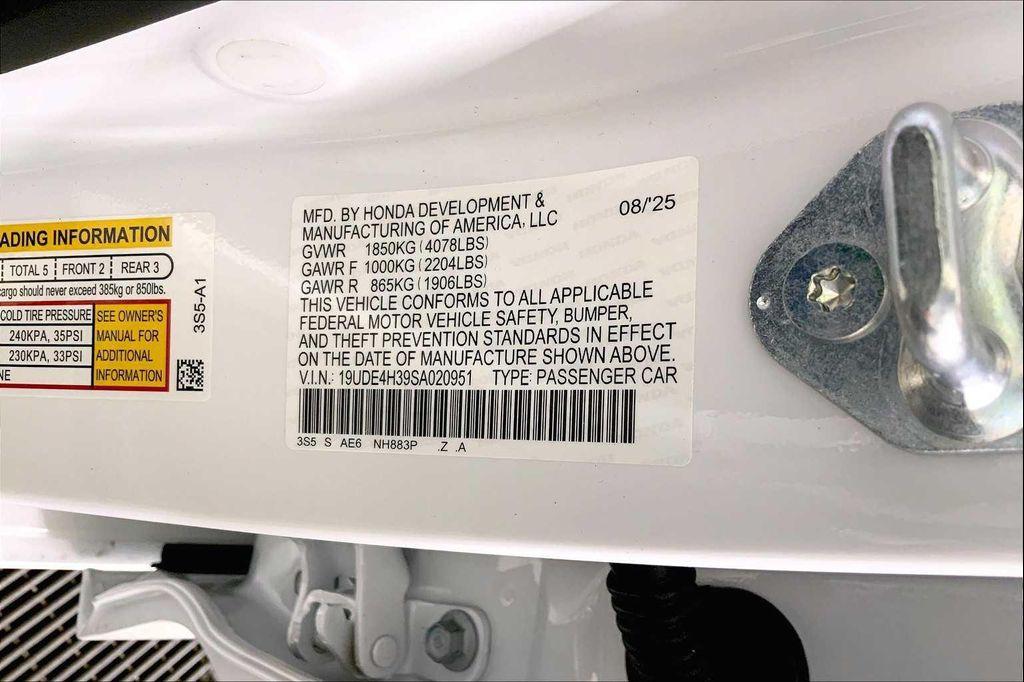 ADING INFORMATION
TOTAL 5 FRONT 2 REAR 3
cargo should never exceed 385kg or 850lbs.
COLD TIRE PRESSURE SEE OWNER'S
240KPA, 35PSI MANUAL FOR
230KPA, 33PSI ADDITIONAL
NE INFORMATION
3S5-A1
MFD. BY HONDA DEVELOPMENT & 08/'25
MANUFACTURING OF AMERICA, LLC
GVWR 1850KG (4078LBS)
GAWR F 1000KG (2204LBS)
GAWR R 865KG (1906LBS)
THIS VEHICLE CONFORMS TO ALL APPLICABLE
FEDERAL MOTOR VEHICLE SAFETY, BUMPER,
AND THEFT PREVENTION STANDARDS IN EFFECT
ON THE DATE OF MANUFACTURE SHOWN ABOVE.
V.I.N.: 19UDE4H39SA020951 TYPE: PASSENGER CAR
3S5 S AE6 NH883P .Z .A